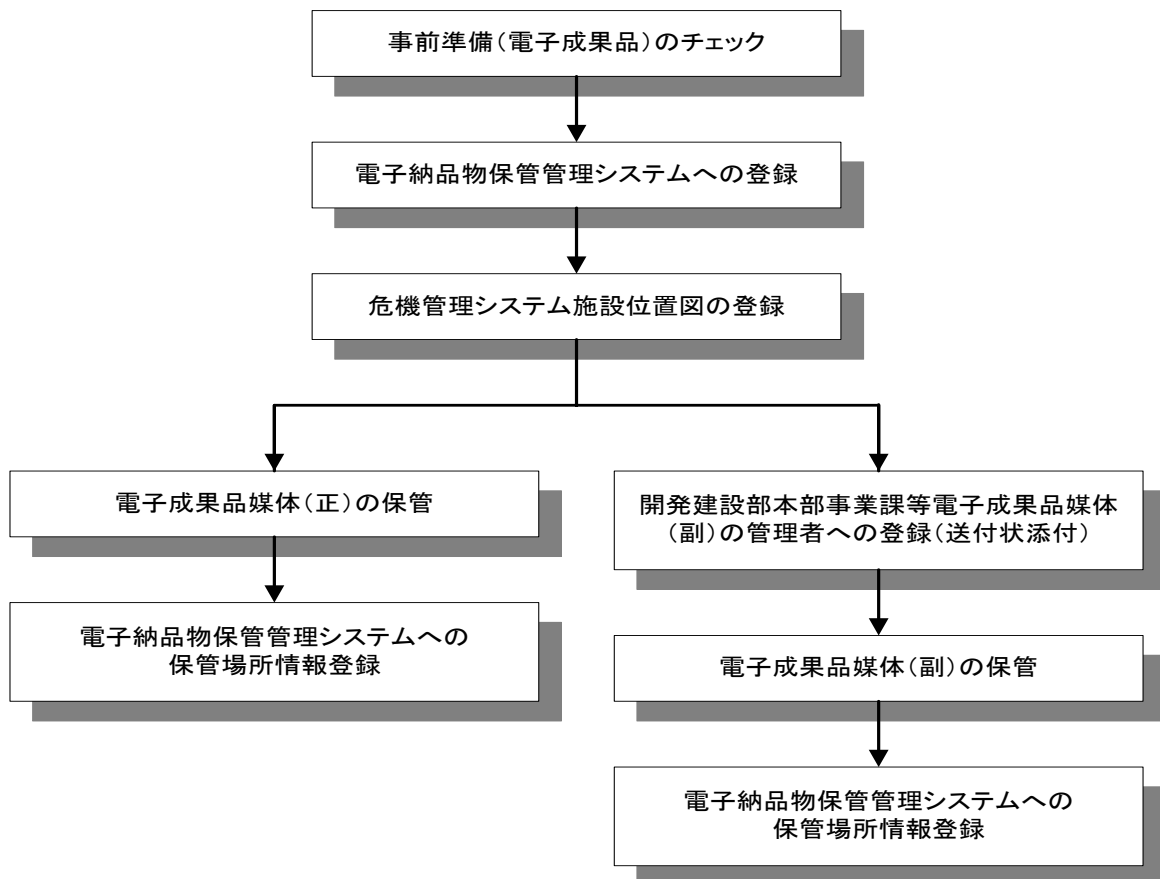 事前準備(電子成果品)のチェック
電子納品物保管管理システムへの登録
危機管理システム施設位置図の登録
電子成果品媒体(正)の保管
電子納品物保管管理システムへの
保管場所情報登録
開発建設部本部事業課等電子成果品媒体
(副)の管理者への登録(送付状添付)
電子成果品媒体(副)の保管
電子納品物保管管理システムへの
保管場所情報登録